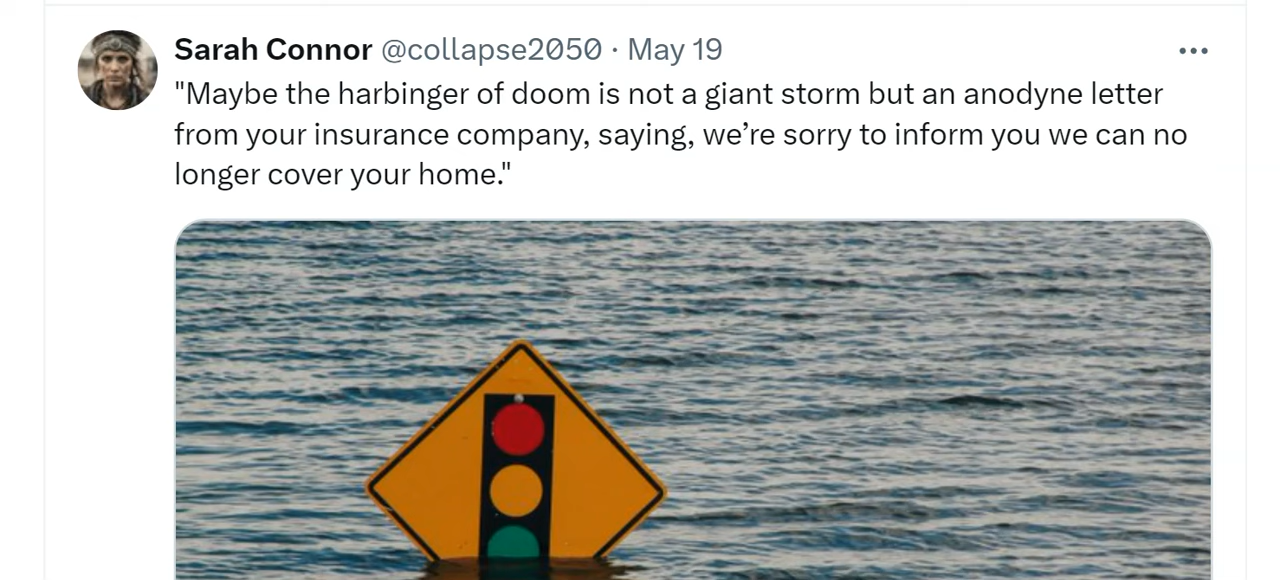 Sarah Connor @collapse2050 · May 19
"Maybe the harbinger of doom is not a giant storm but an anodyne letter
from your insurance company, saying, we’re sorry to inform you we can no
longer cover your home."